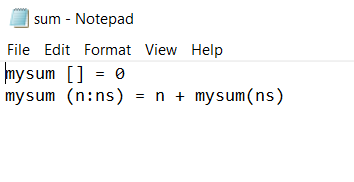 sum - Notepad
File Edit Format View Help
mysum [] = 0
mysum (n:ns) = n + mysum(ns)